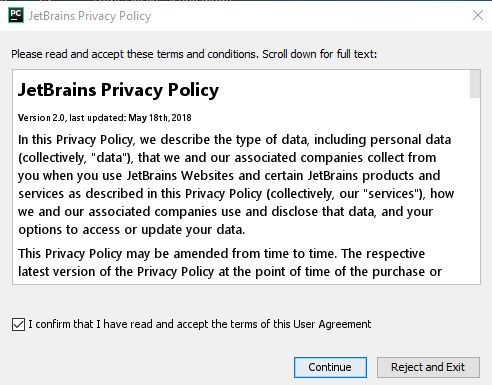 PC JetBrains Privacy Policy
Please read and accept these terms and conditions. Scroll down for full text:
JetBrains Privacy Policy
Version 2.0, last updated: May 18th, 2018
In this Privacy Policy, we describe the type of data, including personal data
(collectively, "data"), that we and our associated companies collect from
you when you use JetBrains Websites and certain JetBrains products and
services as described in this Privacy Policy (collectively, our "services"), how
we and our associated companies use and disclose that data, and your
options to access or update your data.
This Privacy Policy may be amended from time to time. The respective
latest version of the Privacy Policy at the point of time of the purchase or
I confirm that I have read and accept the terms of this User Agreement
Continue Reject and Exit